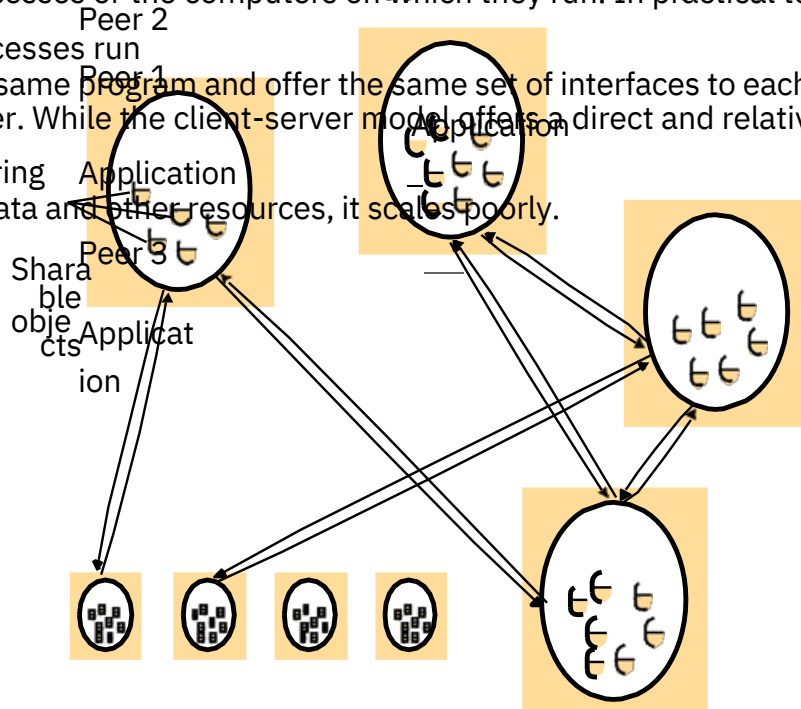 Peer 2
cesses run
Peer 1
same program and offer the same set of interfaces to each
er. While the client-server model offers a direct and relativ
Application
ring
Application
ata and other resources, it scales poorly.
Peer 3
Shara
ble
obje
cts
Applicat
ion